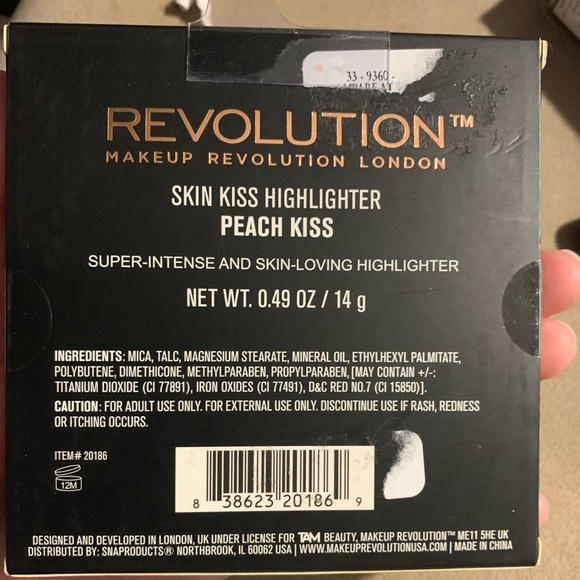 33-9360-
REVOLUTION™
MAKEUP REVOLUTION LONDON
SKIN KISS HIGHLIGHTER
PEACH KISS
SUPER-INTENSE AND SKIN-LOVING HIGHLIGHTER
NET WT. 0.49 OZ / 14 g
INGREDIENTS: MICA, TALC, MAGNESIUM STEARATE, MINERAL OIL, ETHYLHEXYL PALMITATE,
POLYBUTENE, DIMETHICONE, METHYLPARABEN, PROPYLPARABEN, [MAY CONTAIN +/-:
TITANIUM DIOXIDE (CI 77891), IRON OXIDES (CI 77491), D&C RED NO.7 (CI 15850)].
CAUTION: FOR ADULT USE ONLY. FOR EXTERNAL USE ONLY. DISCONTINUE USE IF RASH, REDNESS
OR ITCHING OCCURS.
ITEM# 20186
12M
8 38623 20186 9
DESIGNED AND DEVELOPED IN LONDON, UK UNDER LICENSE FOR TAM BEAUTY, MAKEUP REVOLUTION™ ME11 5HE UK
DISTRIBUTED BY: SNAPRODUCTS® NORTHBROOK, IL 60062 USA | WWW.MAKEUPREVOLUTIONUSA.COM | MADE IN CHINA